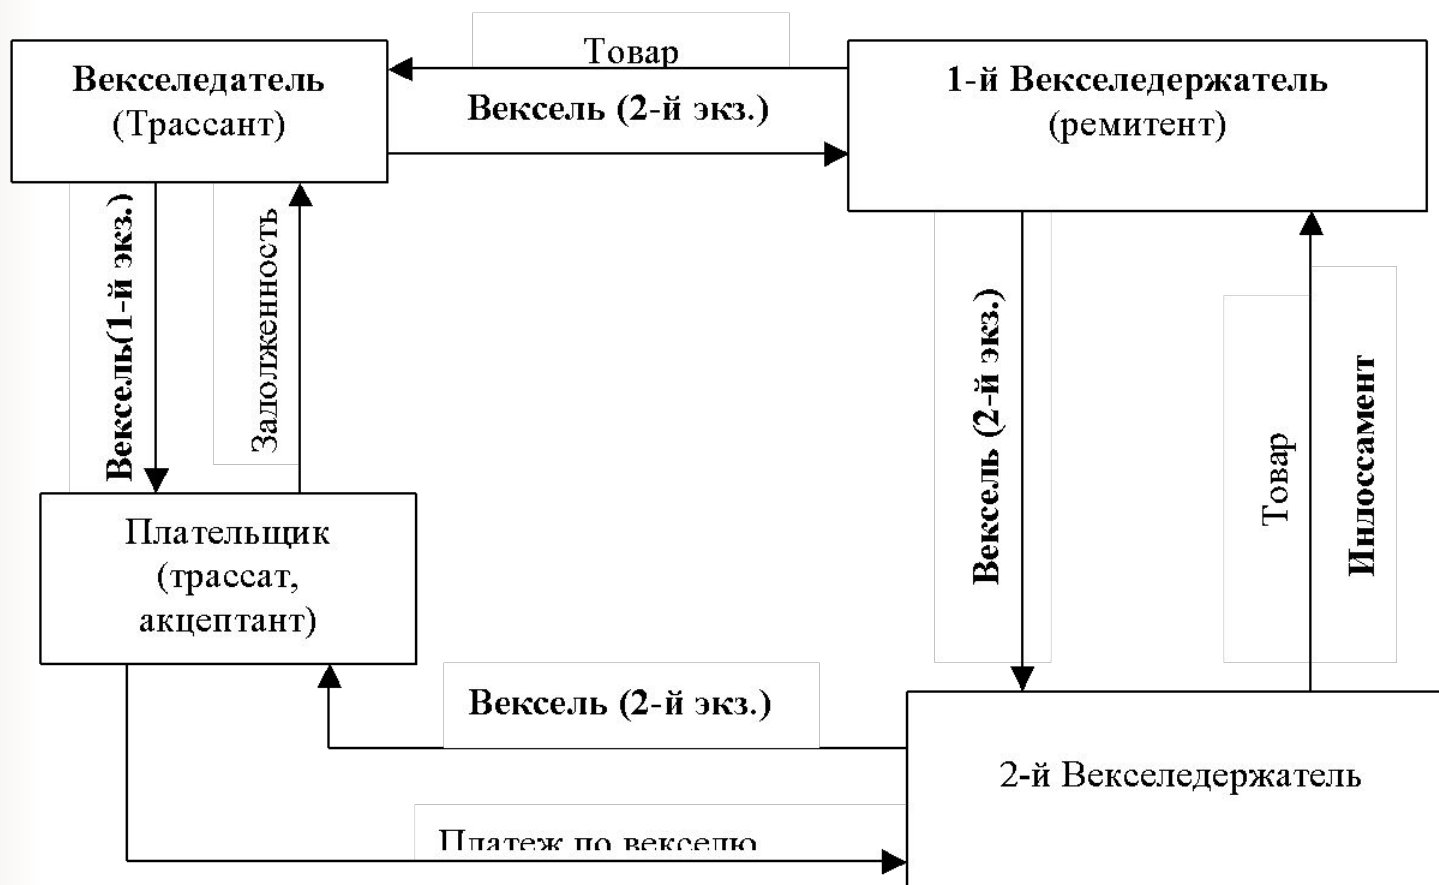 Товар
Векселедатель
(Трассант)
Вексель (2-й экз.)
1-й Векселедержатель
(ремитент)
Вексель(1-й экз.)
Задолженность
Вексель (2-й экз.)
Товар
Индоссамент
Плательщик
(трассат,
акцептант)
Вексель (2-й экз.)
2-й Векселедержатель
Платеж по векселю